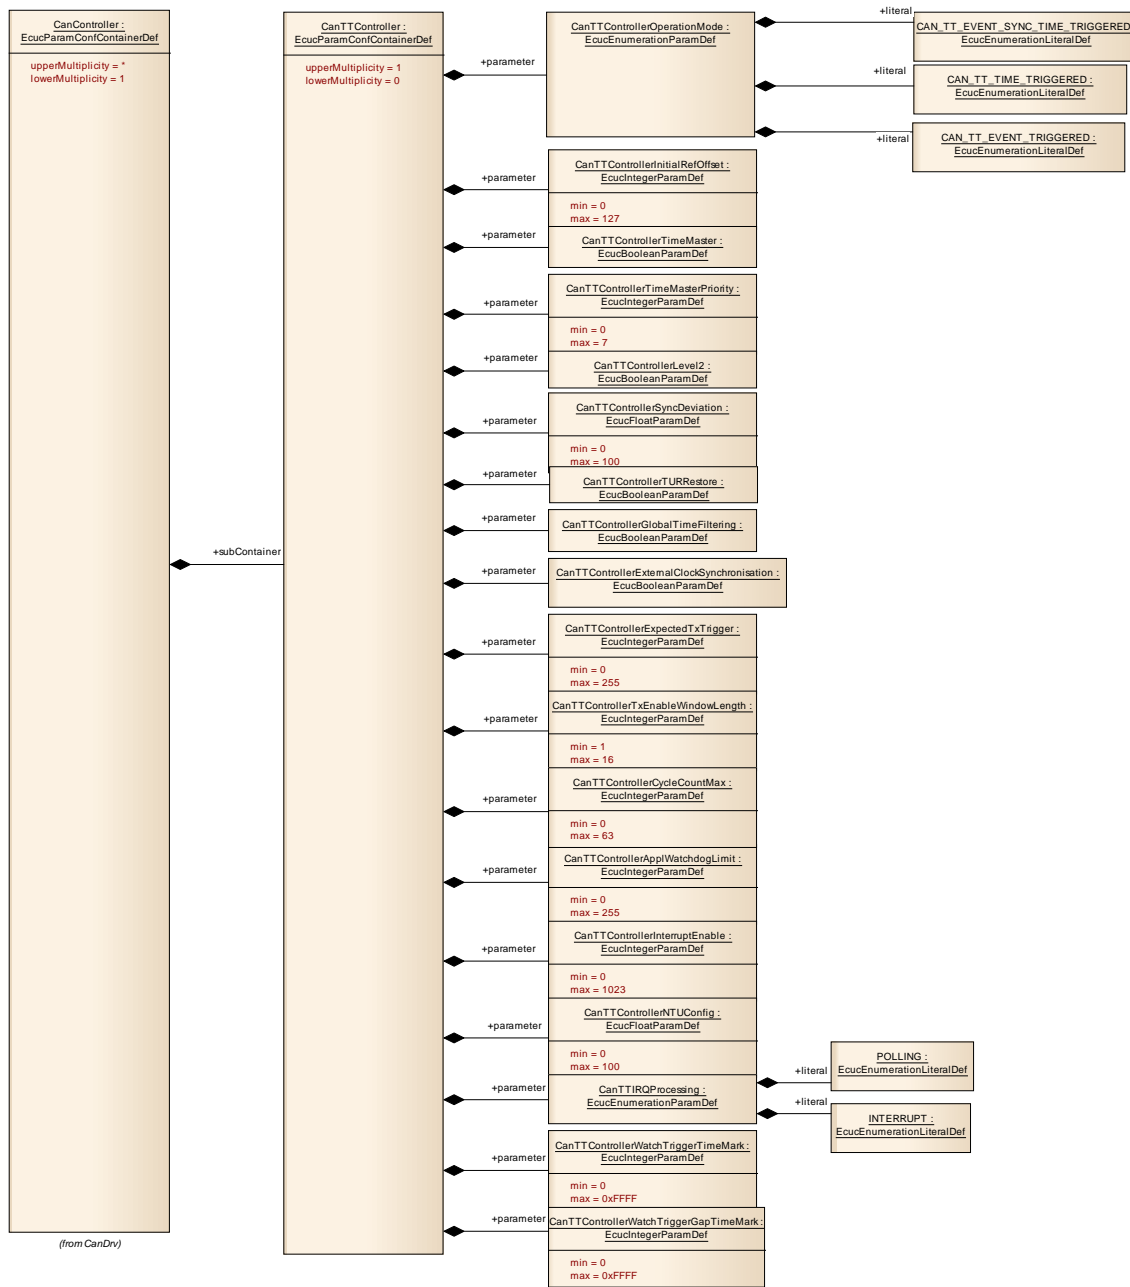 CanController :
EcucParamConfContainerDef
upperMultiplicity = *
lowerMultiplicity = 1
(from CanDrv)
+subContainer
CanTTController :
EcucParamConfContainerDef
upperMultiplicity = 1
lowerMultiplicity = 0
+parameter
CanTTControllerOperationMode :
EcucEnumerationParamDef
+literal
CAN_TT_EVENT_SYNC_TIME_TRIGGERED :
EcucEnumerationLiteralDef
+literal
CAN_TT_TIME_TRIGGERED :
EcucEnumerationLiteralDef
+literal
CAN_TT_EVENT_TRIGGERED :
EcucEnumerationLiteralDef
+parameter
CanTTControllerInitialRefOffset :
EcucIntegerParamDef
min = 0
max = 127
+parameter
CanTTControllerTimeMaster :
EcucBooleanParamDef
+parameter
CanTTControllerTimeMasterPriority :
EcucIntegerParamDef
min = 0
max = 7
+parameter
CanTTControllerLevel2 :
EcucBooleanParamDef
+parameter
CanTTControllerSyncDeviation :
EcucFloatParamDef
min = 0
max = 100
+parameter
CanTTControllerTURRestore :
EcucBooleanParamDef
+parameter
CanTTControllerGlobalTimeFiltering :
EcucBooleanParamDef
+parameter
CanTTControllerExternalClockSynchronisation :
EcucBooleanParamDef
+parameter
CanTTControllerExpectedTxTrigger :
EcucIntegerParamDef
min = 0
max = 255
+parameter
CanTTControllerTxEnableWindowLength :
EcucIntegerParamDef
min = 1
max = 16
+parameter
CanTTControllerCycleCountMax :
EcucIntegerParamDef
min = 0
max = 63
+parameter
CanTTControllerApplWatchdogLimit :
EcucIntegerParamDef
min = 0
max = 255
+parameter
CanTTControllerInterruptEnable :
EcucIntegerParamDef
min = 0
max = 1023
+parameter
CanTTControllerNTUConfig :
EcucFloatParamDef
min = 0
max = 100
+parameter
CanTTIRQProcessing :
EcucEnumerationParamDef
+literal
POLLING :
EcucEnumerationLiteralDef
+literal
INTERRUPT :
EcucEnumerationLiteralDef
+parameter
CanTTControllerWatchTriggerTimeMark :
EcucIntegerParamDef
min = 0
max = 0xFFFF
+parameter
CanTTControllerWatchTriggerGapTimeMark :
EcucIntegerParamDef
min = 0
max = 0xFFFF